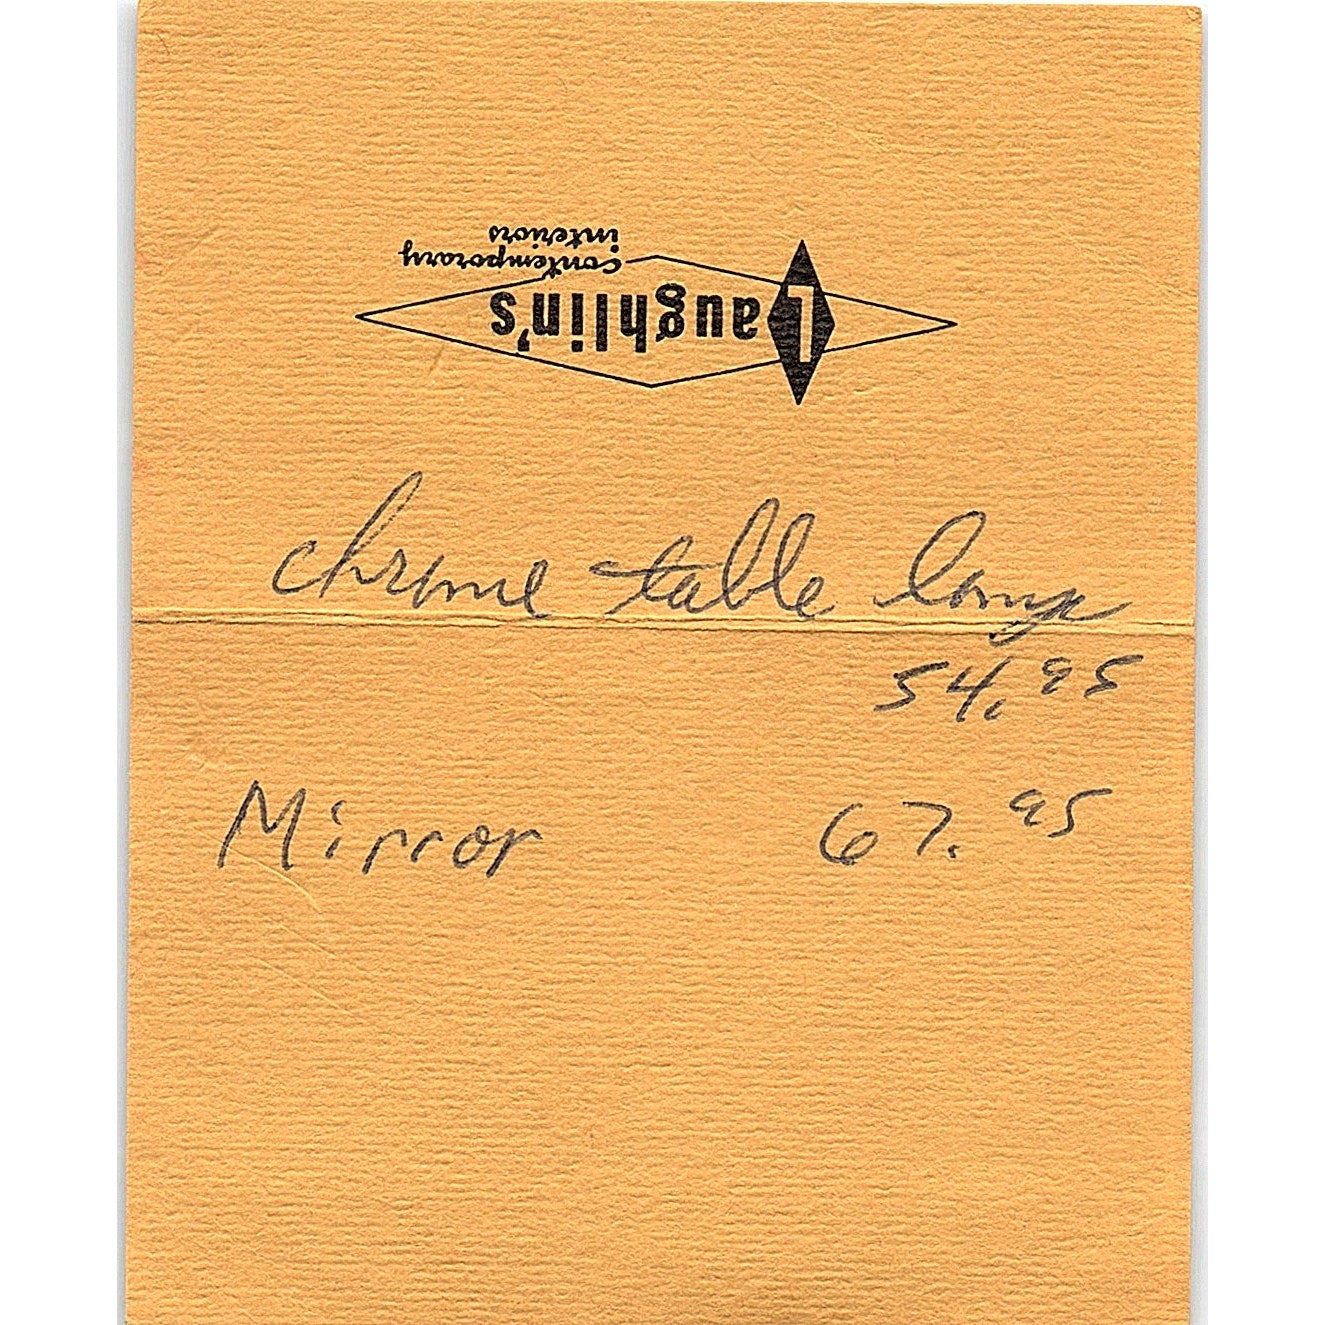 Laughlin's
contemporary
interiors
chrome table lamp
54.95
Mirror 67.95